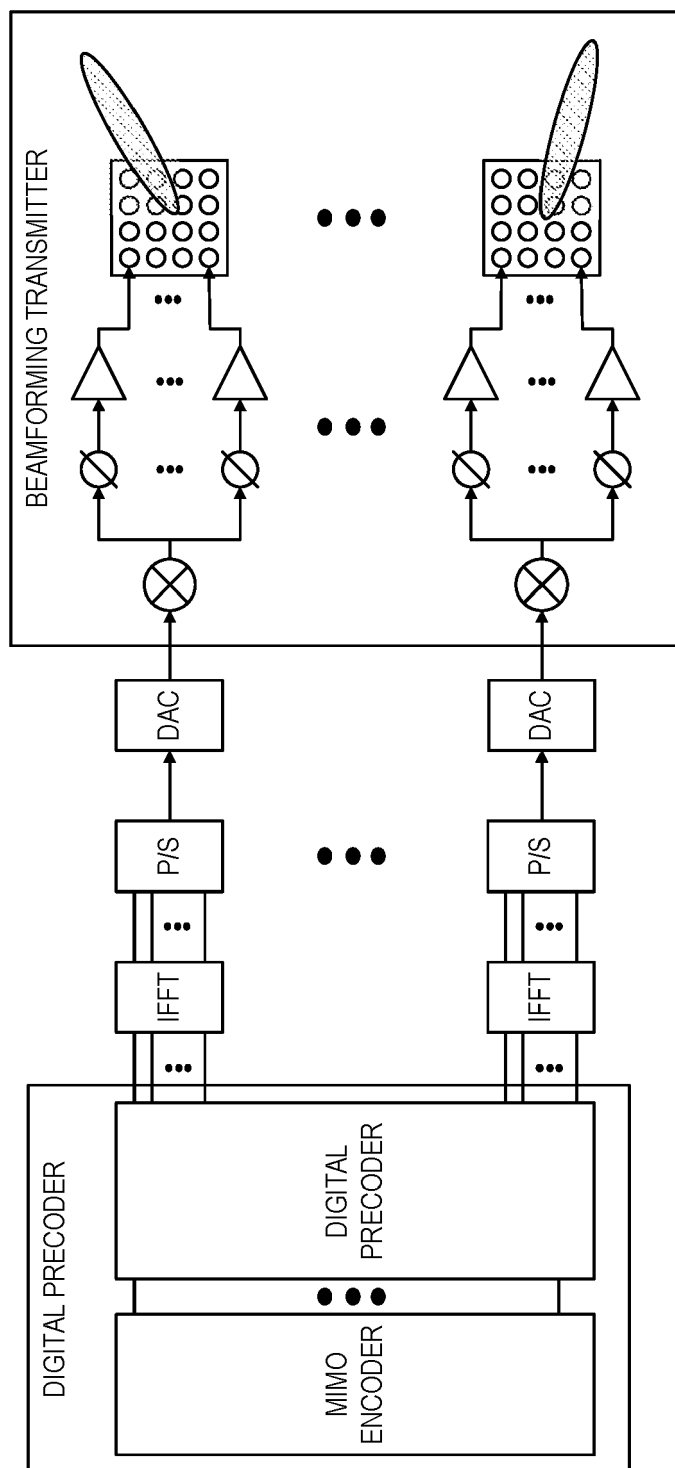 DIGITAL PRECODER
MIMO
ENCODER
DIGITAL
PRECODER
IFFT
P/S
DAC
IFFT
P/S
DAC
BEAMFORMING TRANSMITTER